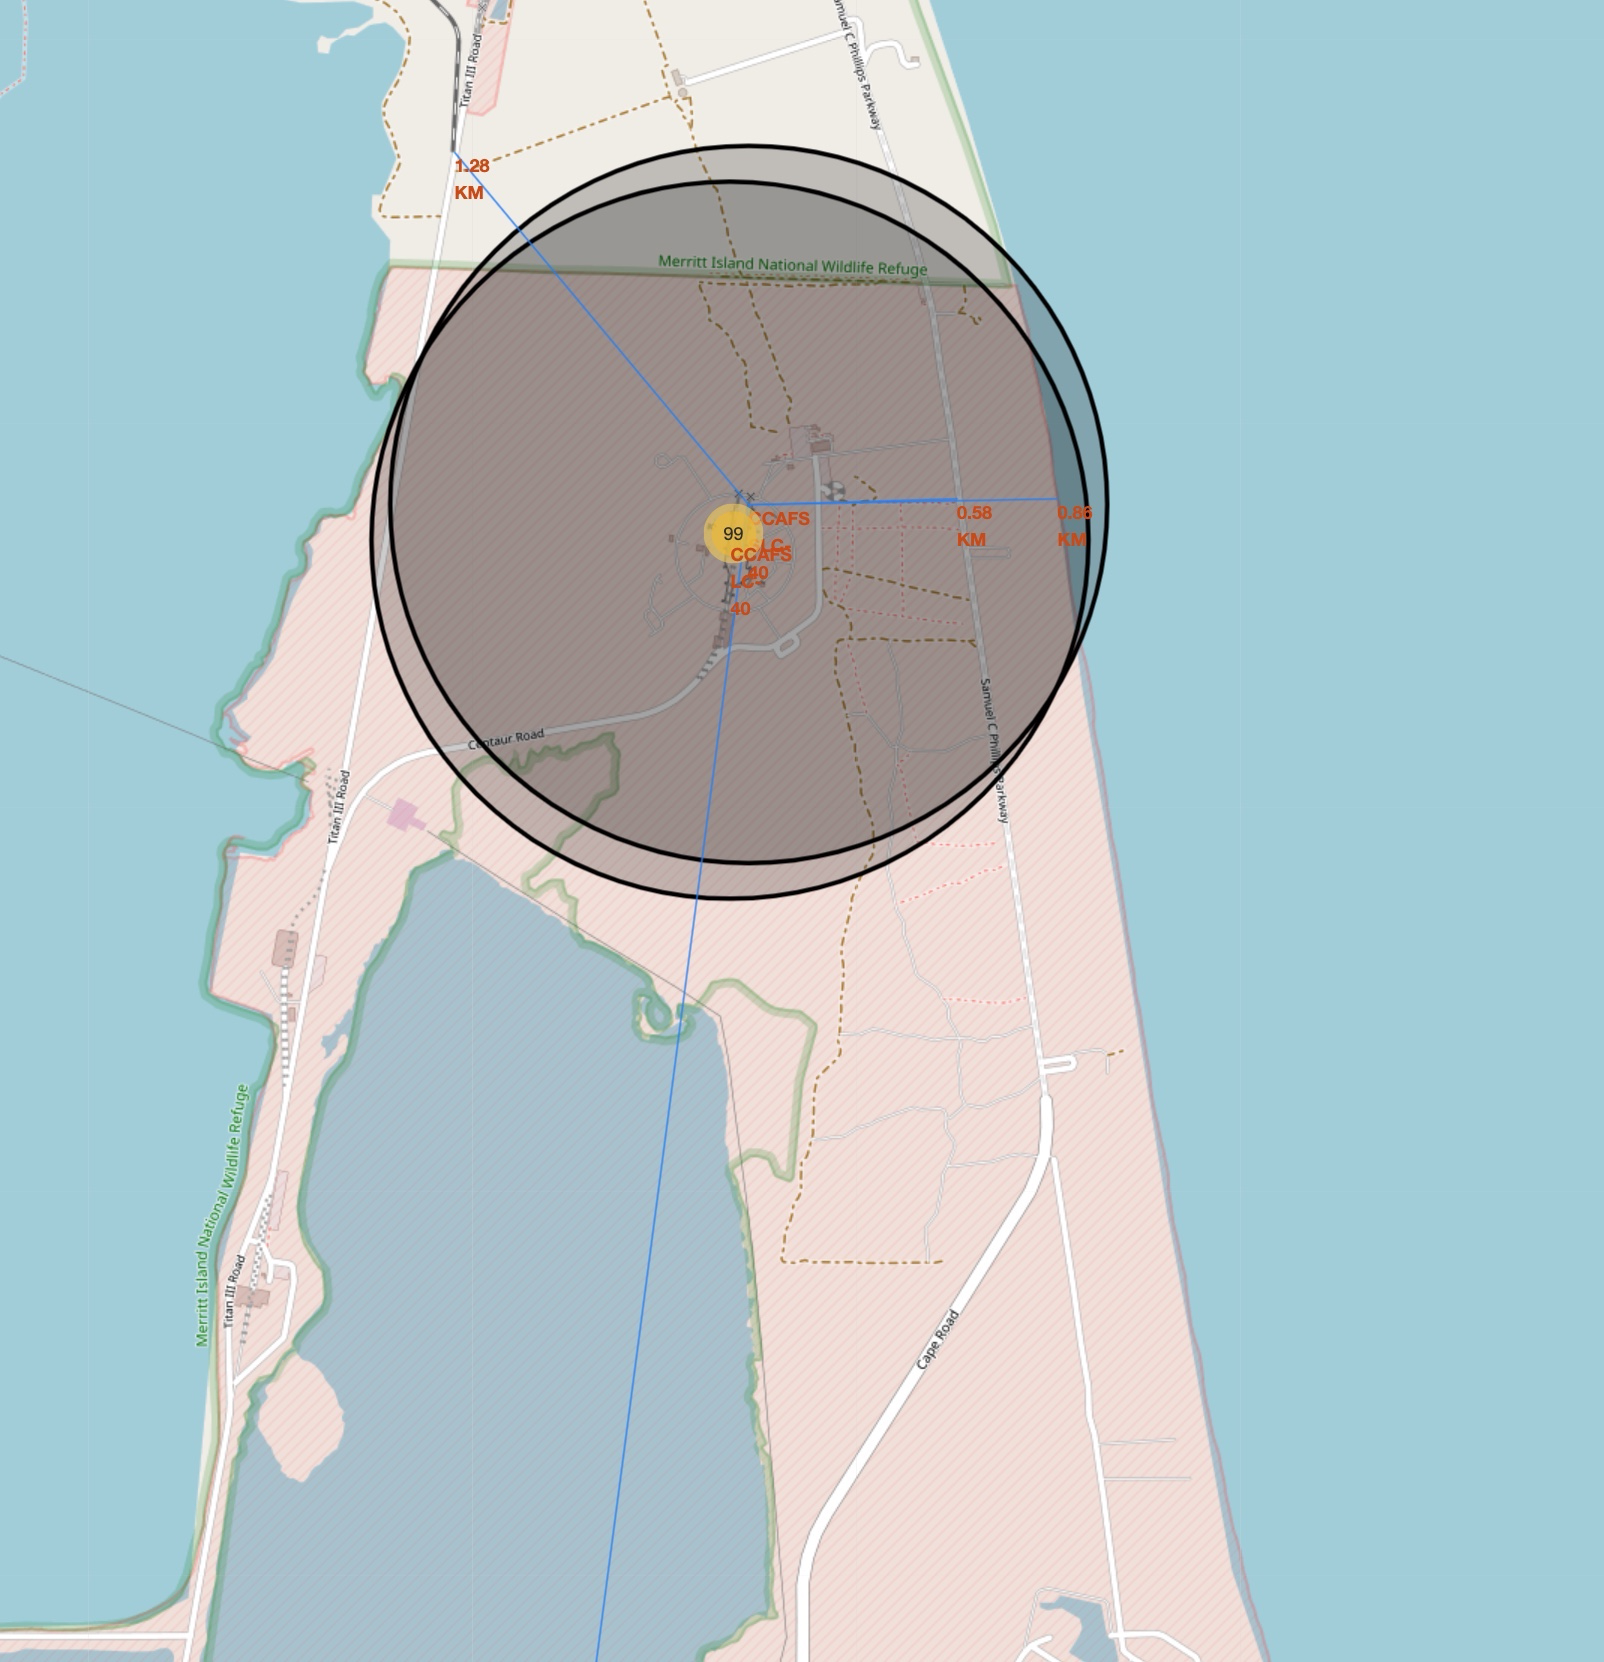 Samuel C Phillips Parkway
Titan III Road
1.28
KM
Merritt Island National Wildlife Refuge
CCAFS
LC-
40
CCAFS
LC-
40
99
0.58
KM
0.86
KM
Samuel C Phillips Parkway
Centaur Road
Titan III Road
Merritt Island National Wildlife Refuge
Titan III Road
Cape Road